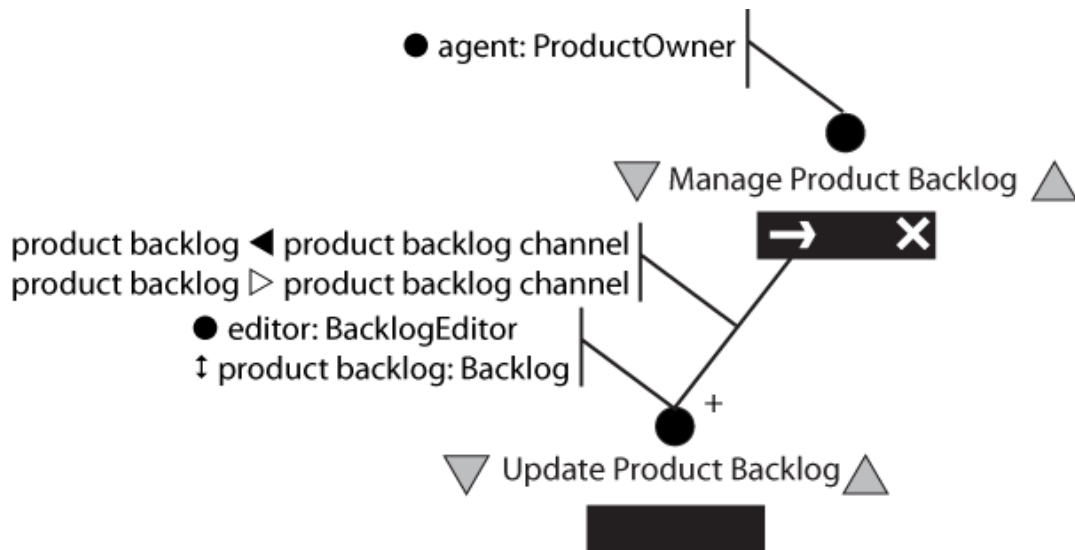 ● agent: ProductOwner
Manage Product Backlog
product backlog ◀ product backlog channel
product backlog ▷ product backlog channel
● editor: BacklogEditor
↕ product backlog: Backlog
+
Update Product Backlog